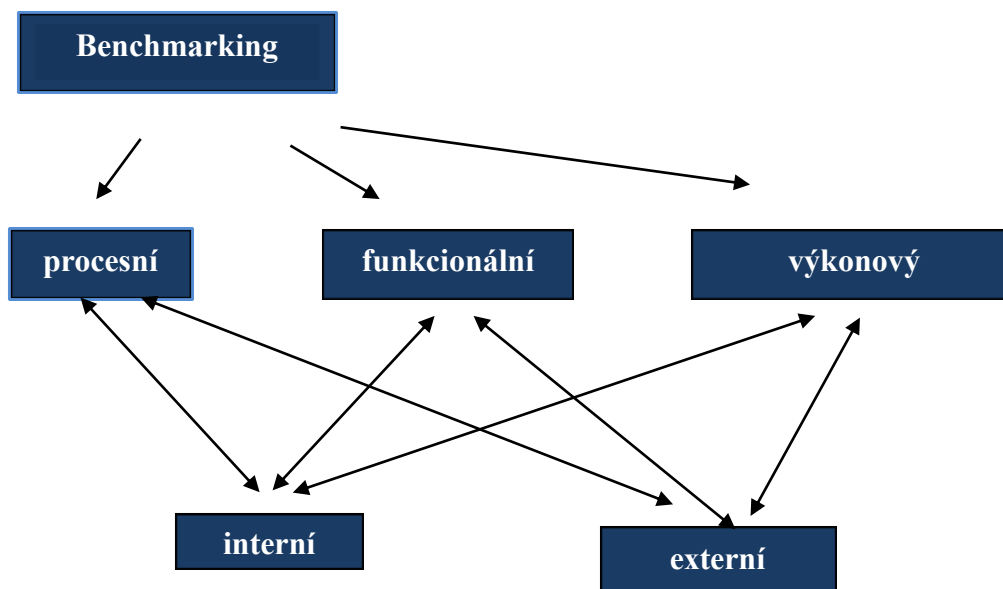 Benchmarking
procesní
funkcionální
výkonový
interní
externí